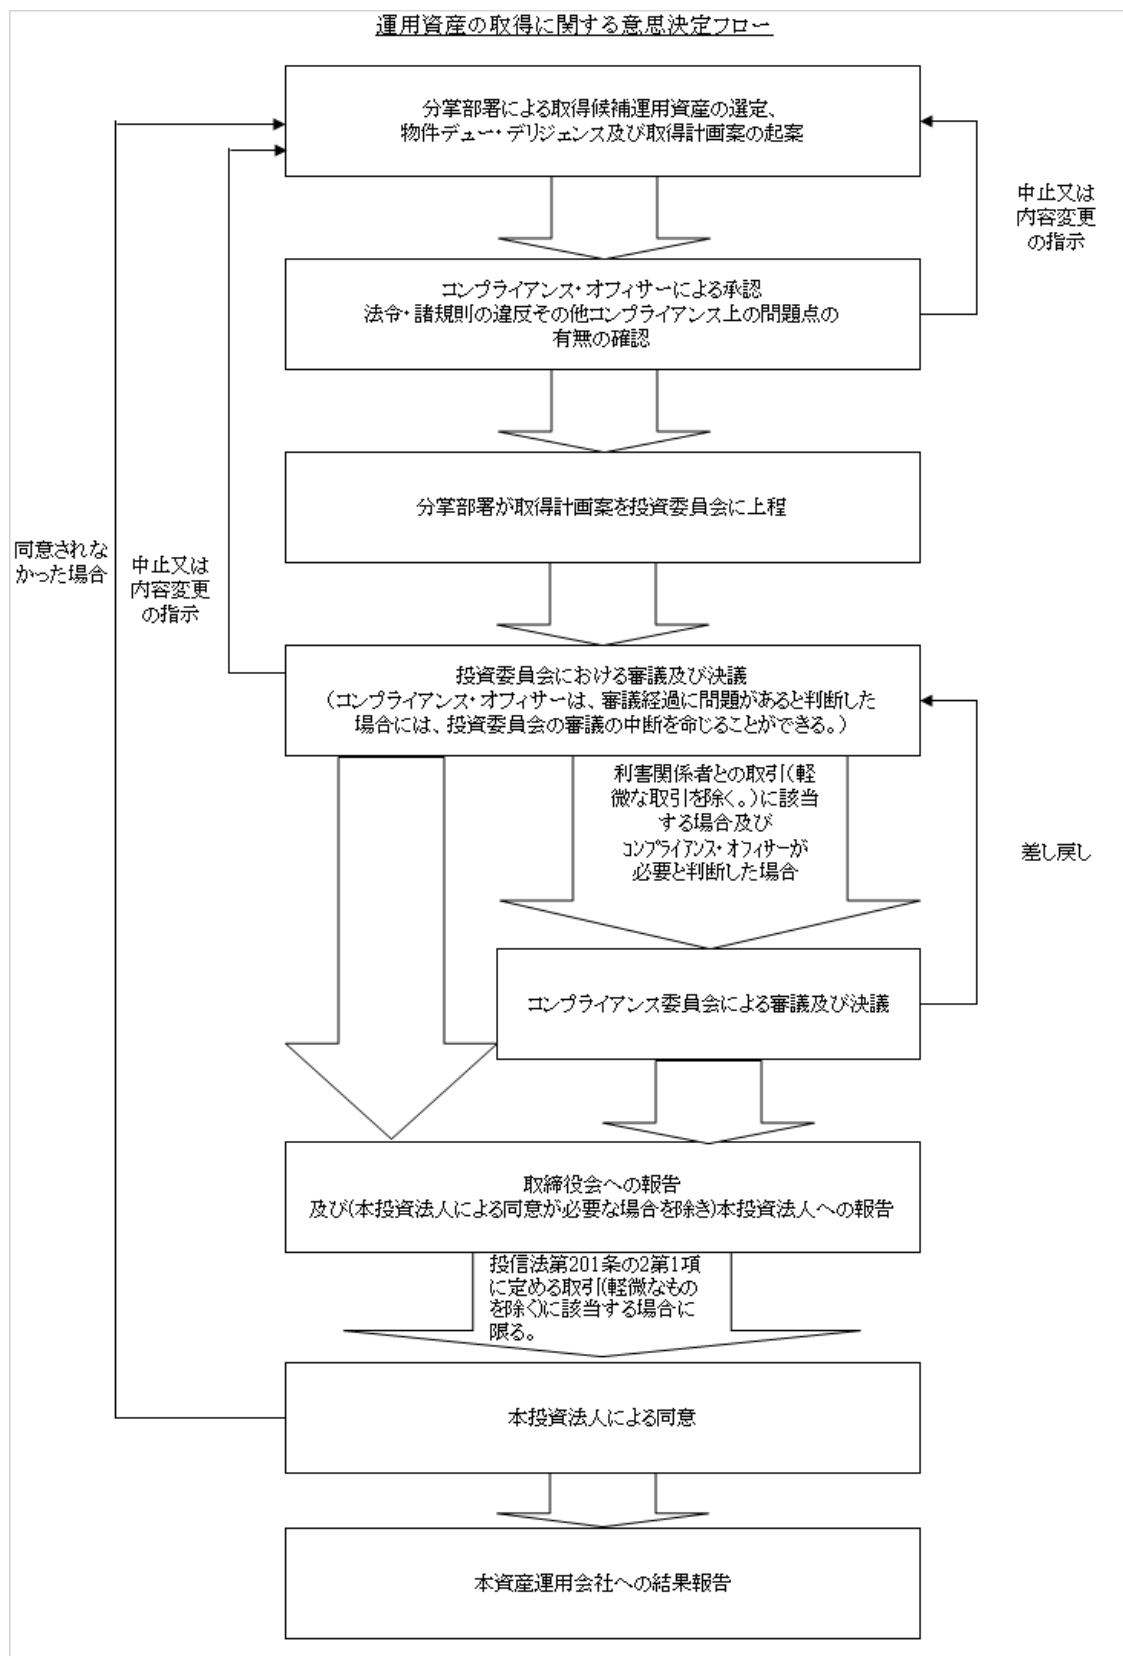 運用資産の取得に関する意思決定フロー
分掌部署による取得候補運用資産の選定、
物件デュー・デリジェンス及び取得計画案の起案
中止又は
内容変更
の指示
コンプライアンス・オフィサーによる承認
法令・諸規則の違反その他コンプライアンス上の問題点の
有無の確認
分掌部署が取得計画案を投資委員会に上程
同意されな
かった場合
中止又は
内容変更
の指示
投資委員会における審議及び決議
(コンプライアンス・オフィサーは、審議経過に問題があると判断した
場合には、投資委員会の審議の中断を命じることができる。)
利害関係者との取引(軽
微な取引を除く。)に該当
する場合及び
コンプライアンス・オフィサーが
必要と判断した場合
差し戻し
コンプライアンス委員会による審議及び決議
取締役会への報告
及び(本投資法人による同意が必要な場合を除き)本投資法人への報告
投信法第201条の2第1項
に定める取引(軽微なもの
を除く)に該当する場合に
限る。
本投資法人による同意
本資産運用会社への結果報告